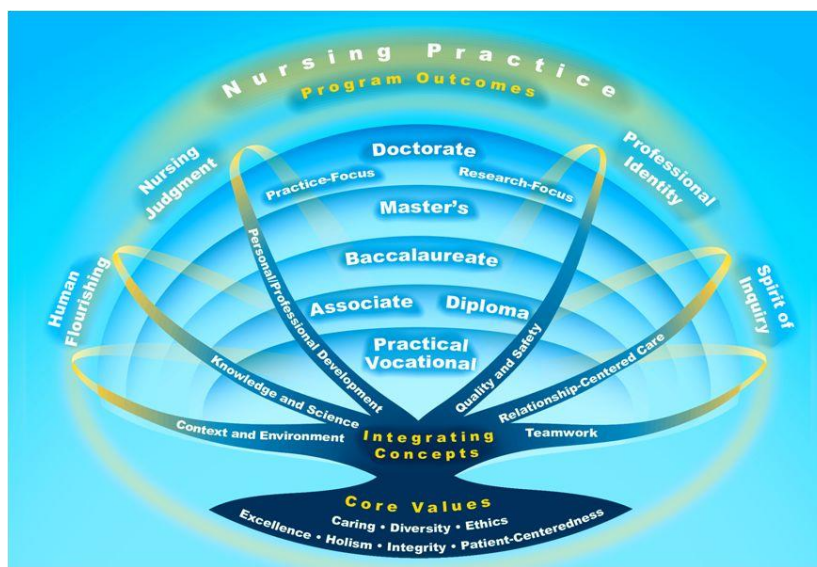 Nursing Practice
Program Outcomes
Nursing
Judgment
Professional
Identity
Human
Flourishing
Spirit of
Inquiry
Doctorate
Practice-Focus
Research-Focus
Master's
Baccalaureate
Associate
Diploma
Practical
Vocational
Personal/Professional Development
Quality and Safety
Knowledge and Science
Relationship-Centered Care
Context and Environment
Teamwork
Integrating
Concepts
Core Values
Caring • Diversity • Ethics
Excellence • Holism • Integrity • Patient-Centeredness